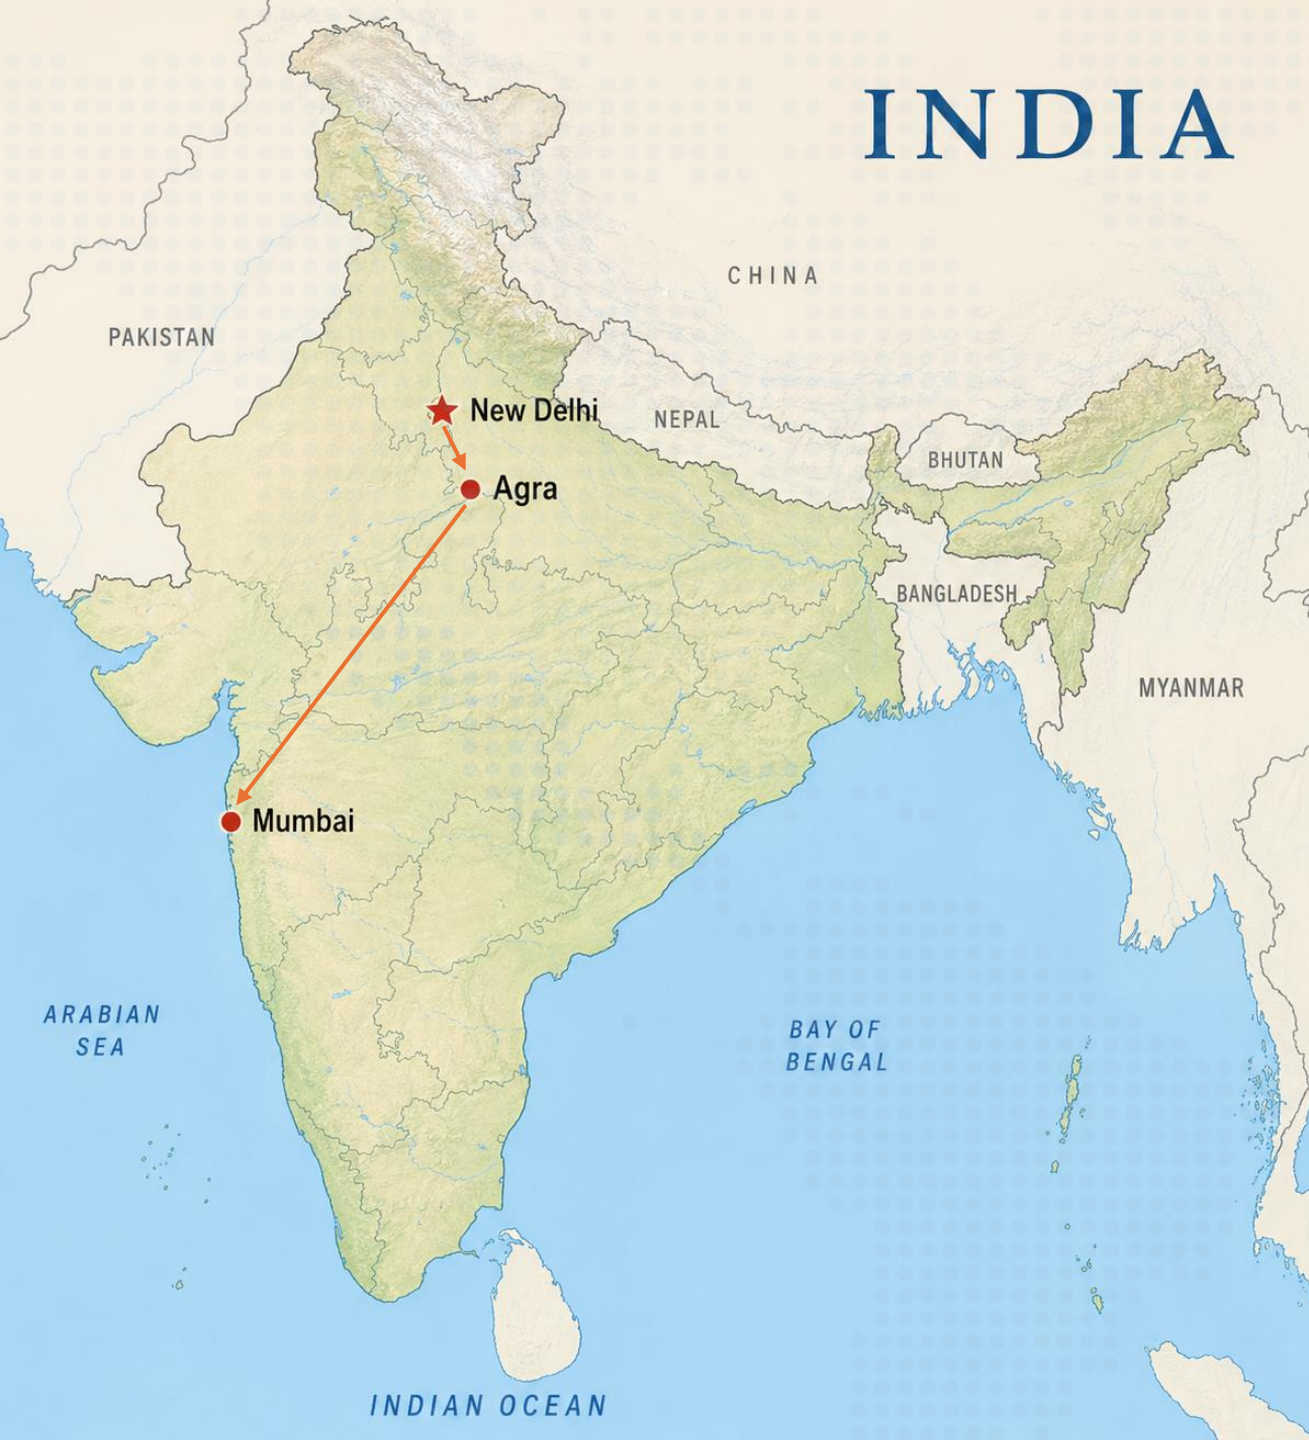 INDIA
CHINA
PAKISTAN
New Delhi
NEPAL
BHUTAN
Agra
BANGLADESH
MYANMAR
Mumbai
ARABIAN
SEA
BAY OF
BENGAL
INDIAN OCEAN